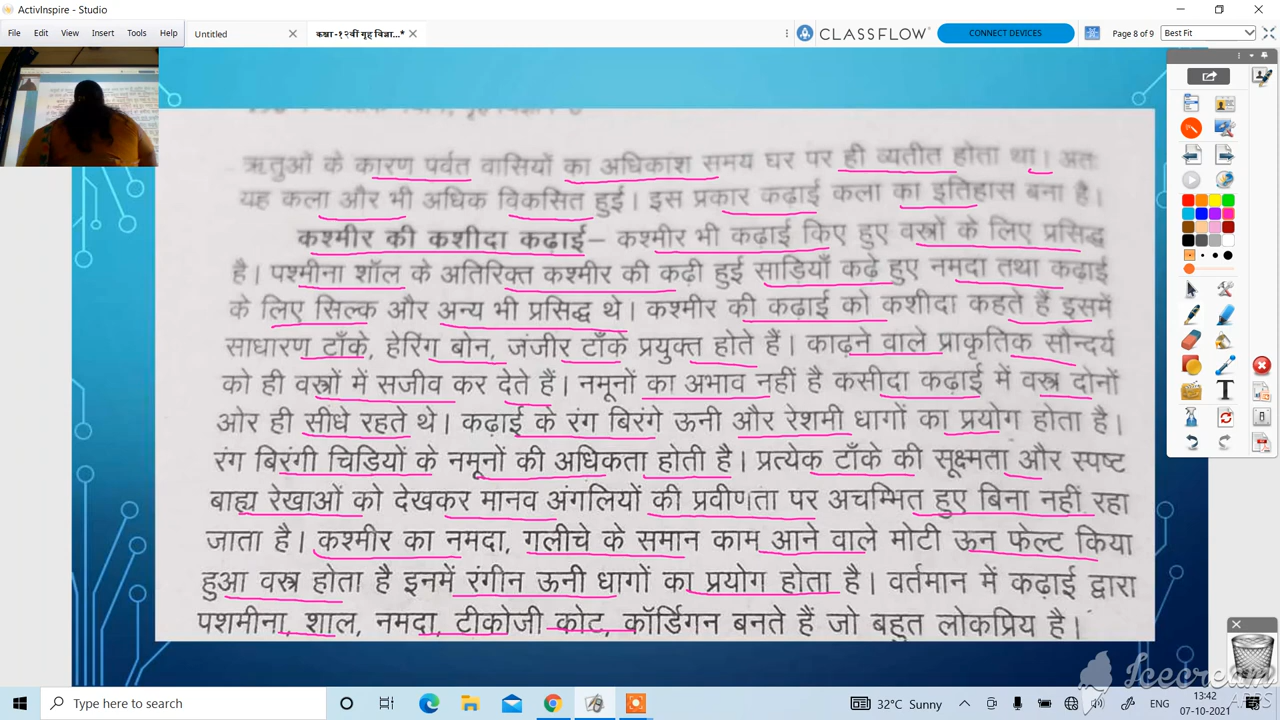 ActivInspire - Studio
File Edit View Insert Tools Help
Untitled
कक्षा-१२वीं गृह विज्ञा...*
CLASSFLOW
CONNECT DEVICES
Page 8 of 9
Best Fit
ऋतुओं के कारण पर्वत वासियों का अधिकांश समय घर पर ही व्यतीत होता था। अतः
यह कला और भी अधिक विकसित हुई। इस प्रकार कढ़ाई कला का इतिहास बना है।
कश्मीर की कशीदा कढ़ाई– कश्मीर भी कढ़ाई किए हुए वस्त्रो के लिए प्रसिद्ध
है। पश्मीना शॉल के अतिरिक्त कश्मीर की कढ़ी हुई साड़ियाँ कढ़े हुए नमदा तथा कढ़ाई
के लिए सिल्क और अन्य भी प्रसिद्ध थे। कश्मीर की कढ़ाई को कशीदा कहते हैं इसमें
साधारण टाँके, हेरिंग बोन, जंजीर टाँके प्रयुक्त होते हैं। काढ़ने वाले प्राकृतिक सौन्दर्य
को ही वस्त्रों में सजीव कर देते हैं। नमूनों का अभाव नहीं है कसीदा कढ़ाई में वस्त्र दोनों
ओर ही सीधे रहते थे। कढ़ाई के रंग बिरंगे ऊनी और रेशमी धागों का प्रयोग होता है।
रंग बिरंगी चिडियों के नमूनों की अधिकता होती है। प्रत्येक टाँके की सूक्ष्मता और स्पष्ट
बाह्य रेखाओं को देखकर मानव अंगलियों की प्रवीणता पर अचम्भित हुए बिना नहीं रहा
जाता है। कश्मीर का नमदा, गलीचे के समान काम आने वाले मोटी ऊन फेल्ट किया
हुआ वस्त्र होता है इनमें रंगीन ऊनी धागों का प्रयोग होता है। वर्तमान में कढ़ाई द्वारा
पशमीना, शाल, नमदा, टीकोजी कोट, कॉर्डिगन बनते हैं जो बहुत लोकप्रिय है।
Icecream
APPS
Type here to search
32°C Sunny
ENG
13:42
07-10-2021